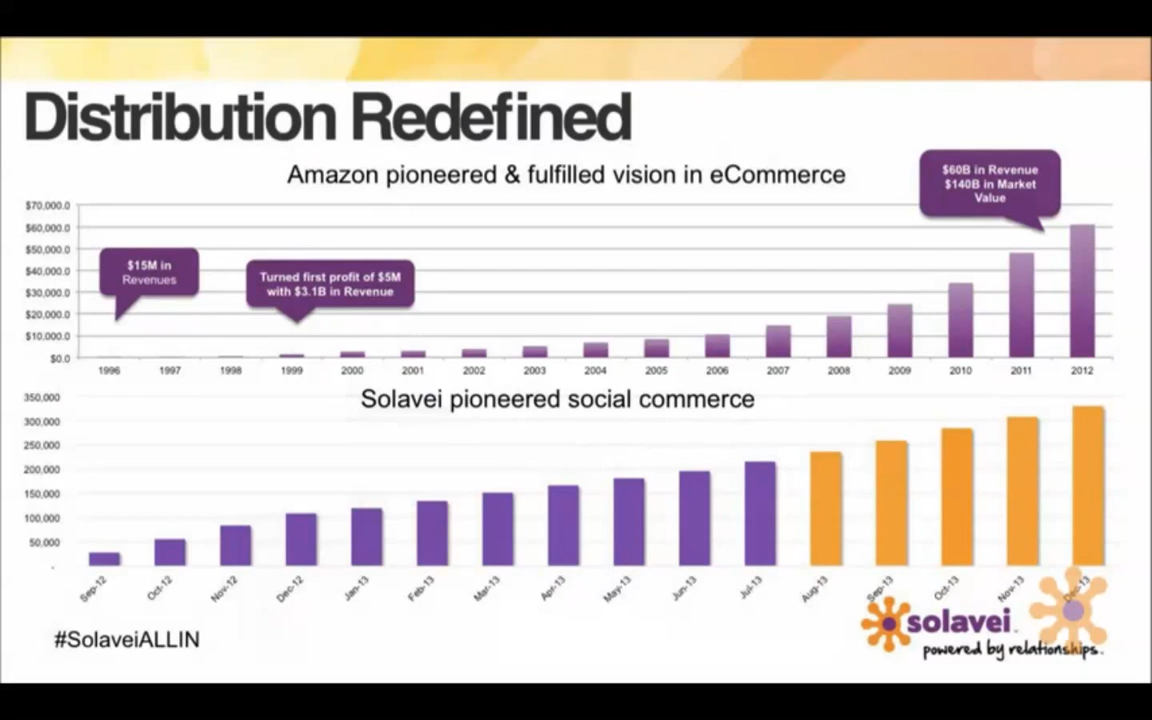 Distribution Redefined
Amazon pioneered & fulfilled vision in eCommerce
$60B in Revenue
$140B in Market
Value
$70,000.0
$60,000.0
$50,000.0
$40,000.0
$30,000.0
$20,000.0
$10,000.0
$0.0
$15M in
Revenues
Turned first profit of $5M
with $3.1B in Revenue
1996 1997 1998 1999 2000 2001 2002 2003 2004 2005 2006 2007 2008 2009 2010 2011 2012
Solavei pioneered social commerce
350,000
300,000
250,000
200,000
150,000
100,000
50,000
-
Sep-12 Oct-12 Nov-12 Dec-12 Jan-13 Feb-13 Mar-13 Apr-13 May-13 Jun-13 Jul-13 Aug-13 Sep-13 Oct-13 Nov-13 Dec-13
#SolaveiALLIN
solavei
powered by relationships.